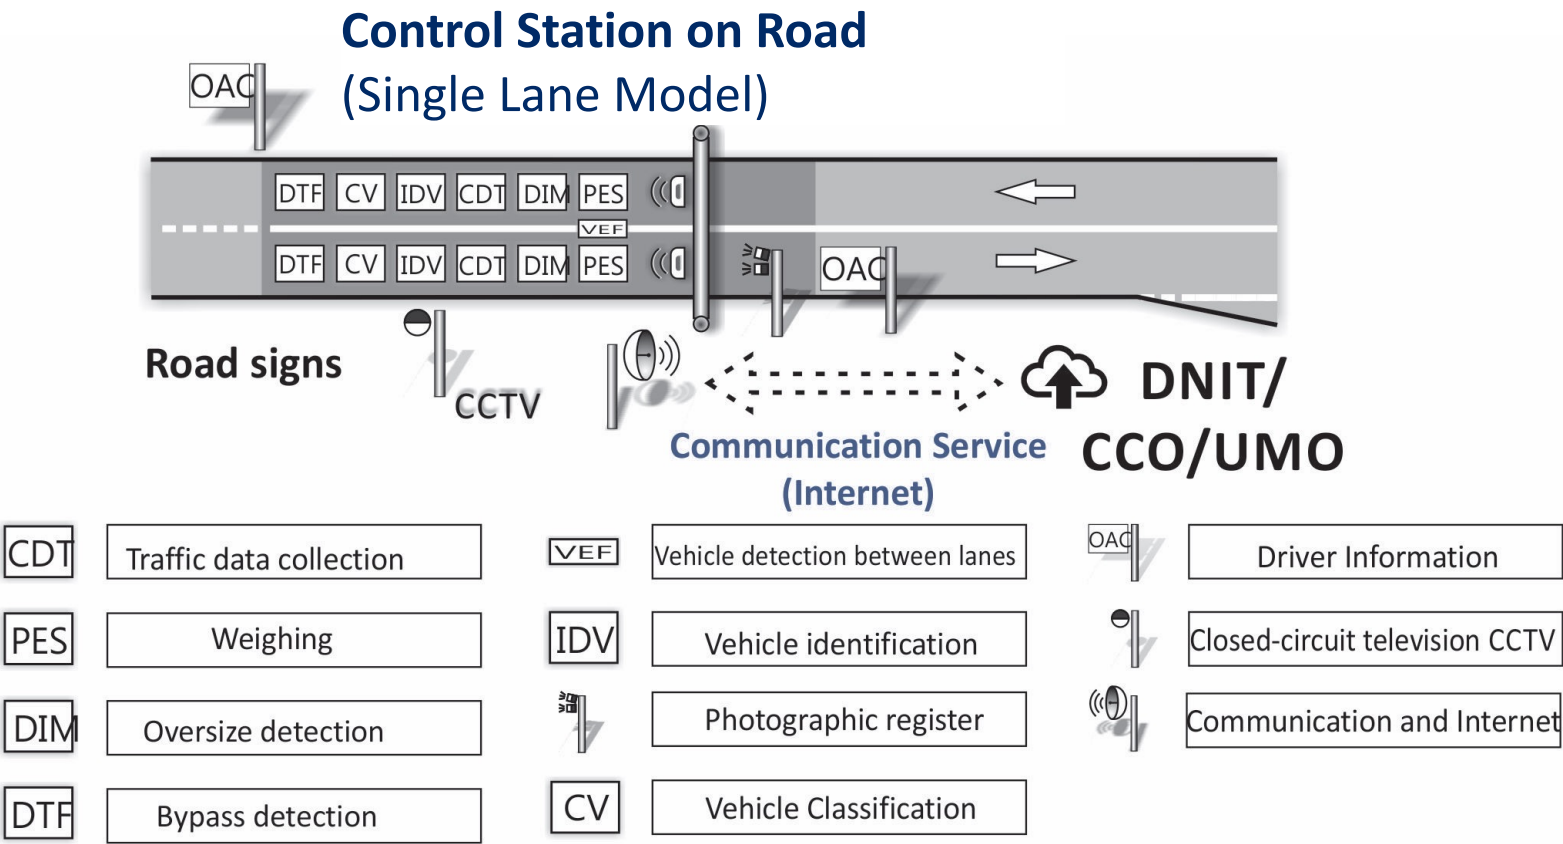 Control Station on Road
(Single Lane Model)
OAC
DTF CV IDV CDT DIM PES
VEF
DTF CV IDV CDT DIM PES
OAC
Road signs
CCTV
DNIT/
CCO/UMO
Communication Service
(Internet)
CDT Traffic data collection
VEF Vehicle detection between lanes
OAC Driver Information
PES Weighing
IDV Vehicle identification
Closed-circuit television CCTV
DIM Oversize detection
Photographic register
Communication and Internet
DTF Bypass detection
CV Vehicle Classification